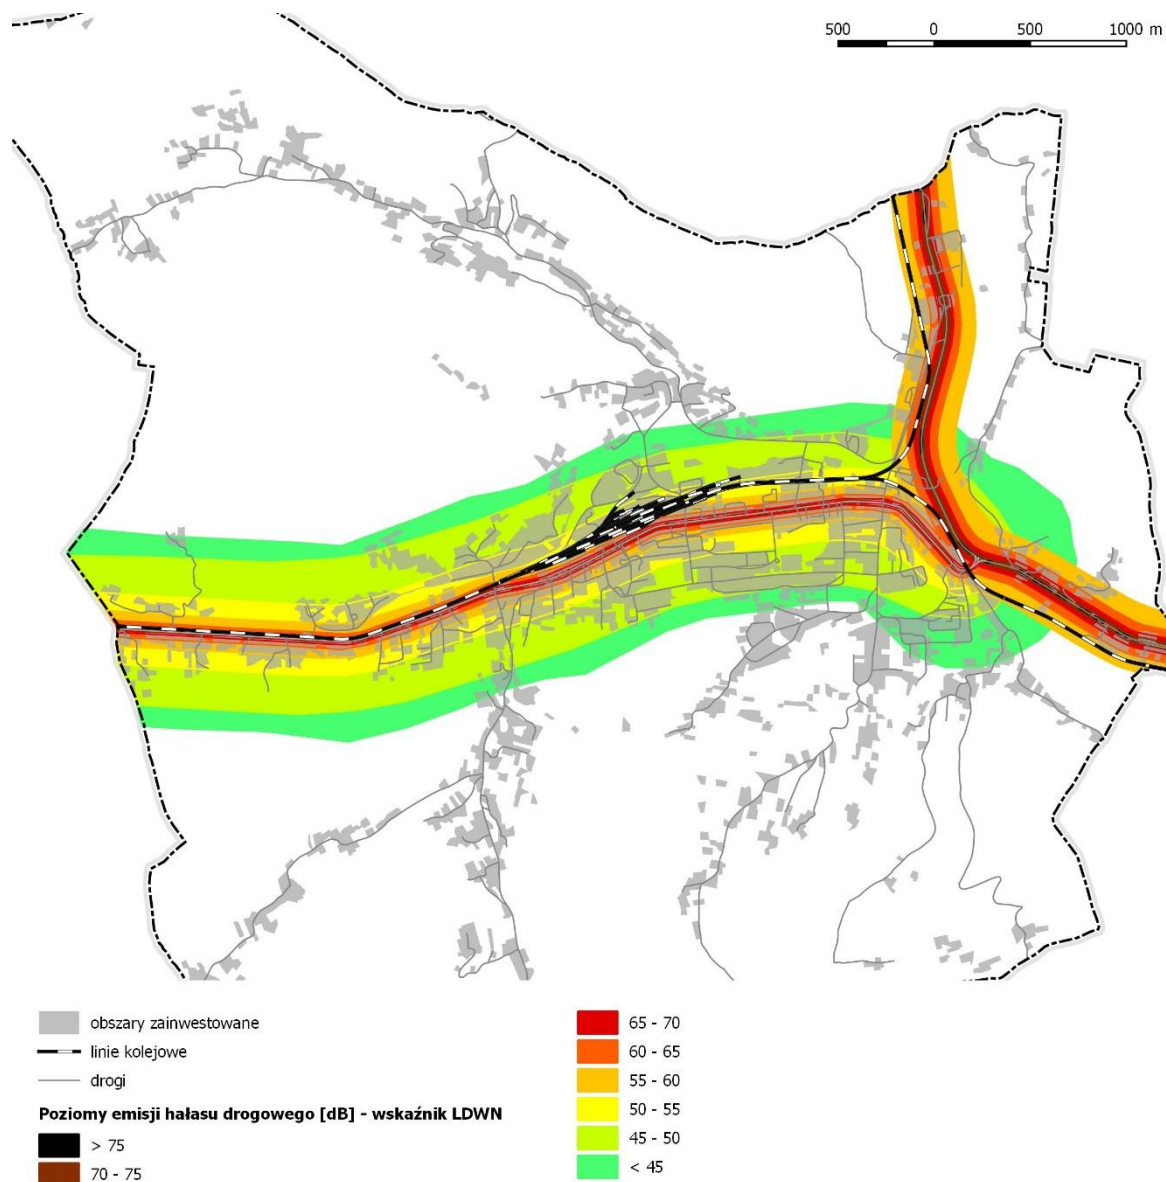 500 0 500 1000 m
obszary zainwestowane
linie kolejowe
drogi
Poziomy emisji hałasu drogowego [dB] - wskaźnik LDWN
> 75
70 - 75
65 - 70
60 - 65
55 - 60
50 - 55
45 - 50
< 45